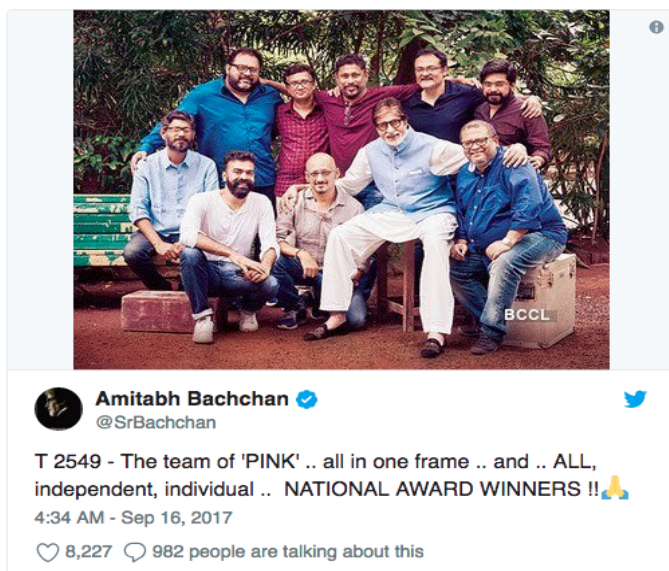 BCCL
Amitabh Bachchan
@SrBachchan
T 2549 - The team of 'PINK' .. all in one frame .. and .. ALL,
independent, individual .. NATIONAL AWARD WINNERS !!🙏
4:34 AM - Sep 16, 2017
8,227 982 people are talking about this